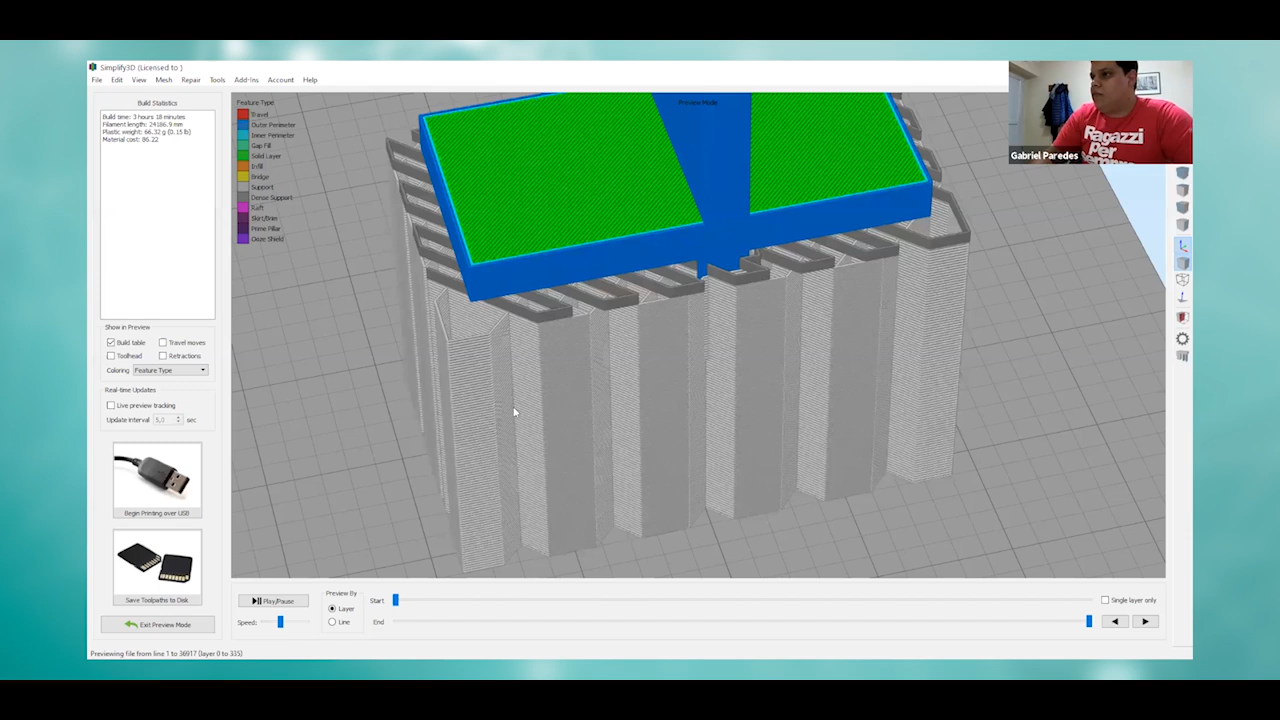 Simplify3D (Licensed to )
File Edit View Mesh Repair Tools Add-Ins Account Help
Build Statistics
Build time: 3 hours 18 minutes
Filament length: 24186.9 mm
Plastic weight: 66.32 g (0.15 lb)
Material cost: 86.22
Feature Type
Travel
Outer Perimeter
Inner Perimeter
Gap Fill
Solid Layer
Infill
Bridge
Support
Dense Support
Raft
Skirt/Brim
Prime Pillar
Ooze Shield
Preview Mode
Ragazzi
per
Gabriel Paredes
Show in Preview
Build table Travel moves
Toolhead Retractions
Coloring Feature Type
Real-time Updates
Live preview tracking
Update interval 5,0 sec
Begin Printing over USB
Save Toolpaths to Disk
Exit Preview Mode
Play/Pause
Speed:
Preview By
Layer
Line
Start
End
Single layer only
Previewing file from line 1 to 36917 (layer 0 to 335)